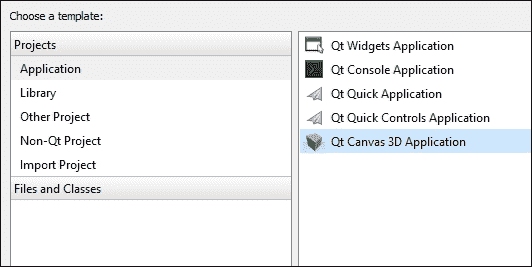 Choose a template:
Projects
Application
Library
Other Project
Non-Qt Project
Import Project
Files and Classes
Qt Widgets Application
Qt Console Application
Qt Quick Application
Qt Quick Controls Application
Qt Canvas 3D Application